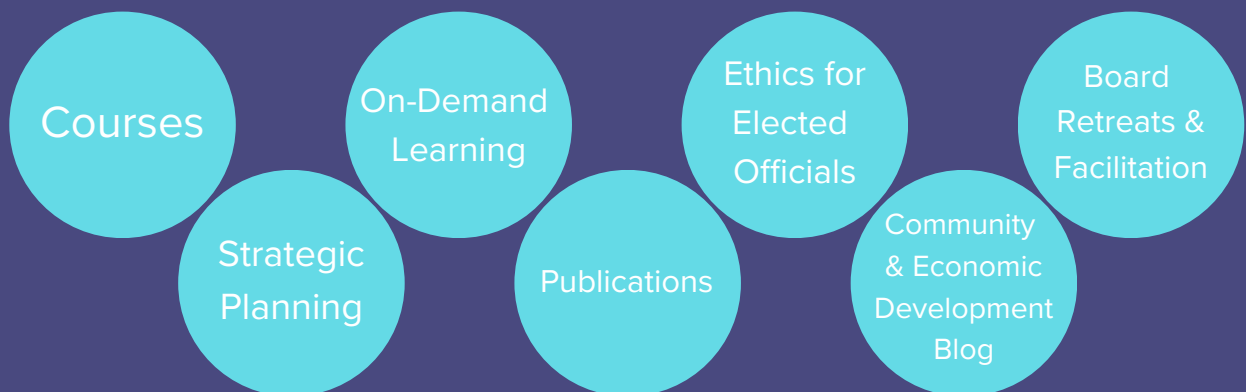 Courses
Strategic
Planning
On-Demand
Learning
Publications
Ethics for
Elected
Officials
Community
& Economic
Development
Blog
Board
Retreats &
Facilitation